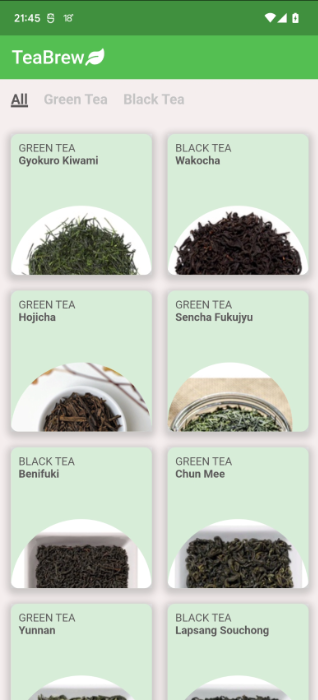 21:45 18°
TeaBrew
All Green Tea Black Tea
GREEN TEA
Gyokuro Kiwami
BLACK TEA
Wakocha
GREEN TEA
Hojicha
GREEN TEA
Sencha Fukujyu
BLACK TEA
Benifuki
GREEN TEA
Chun Mee
GREEN TEA
Yunnan
BLACK TEA
Lapsang Souchong